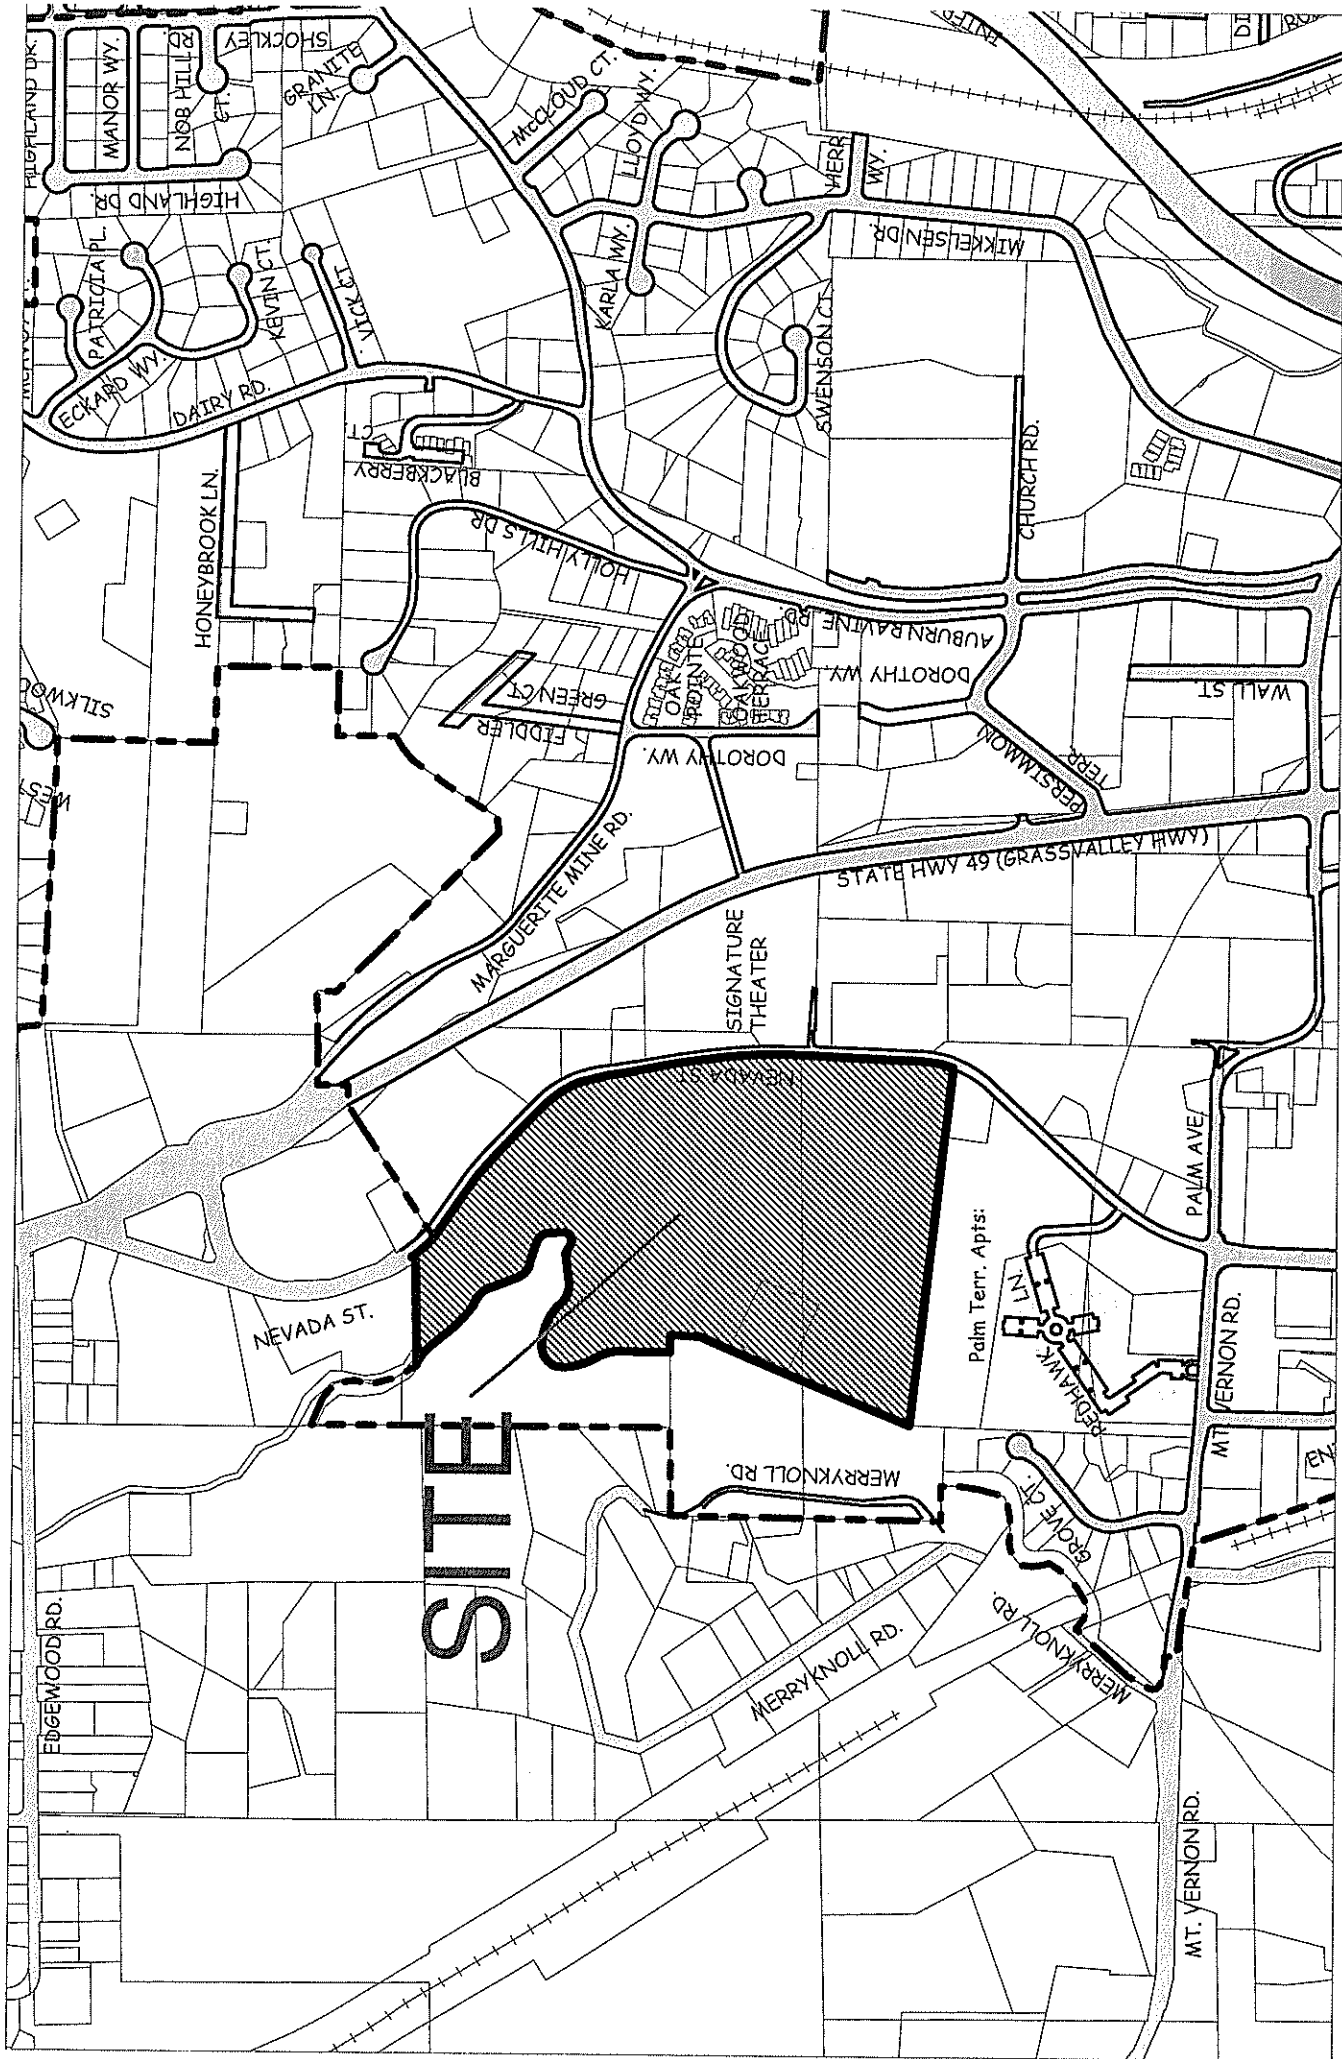 HIGHLAND DR.
MANOR WY.
NOB HILL
RD.
CT.
SHOCKLEY
GRANITE
LN.
HIGHLAND DR.
PATRICIA PL.
ECKARD WY.
KEVIN CT.
VICK CT.
DAIRY RD.
McCLOUD CT.
LLOYD WY.
KARLA WY.
HERR
WY.
MIKKELSEN DR.
SWENSON CT.
CHURCH RD.
BLACKBERRY
CT.
HONEYBROOK LN.
HOLLY HILLS DR
SILKWOO
WEST
FIDDLER
GREEN CT.
OAK
POINTE
OAKWOOD
TERRACE
AUBURN RAVINE RD.
DOROTHY WY.
DOROTHY WY.
PERSIMMON
TERR.
WALL ST.
MARGUERITE MINE RD.
STATE HWY 49 (GRASSVALLEY HWY)
SIGNATURE
THEATER
NEVADA ST.
NEVADA ST.
SITE
Palm Terr. Apts:
REDHAWK
LN.
PALM AVE.
MT. VERNON RD.
GROVE CT.
EN
MERRYKNOLL RD.
MERRYKNOLL RD.
MERRYKNOLL RD.
EDGEWOOD RD.
MT. VERNON RD.
INTER